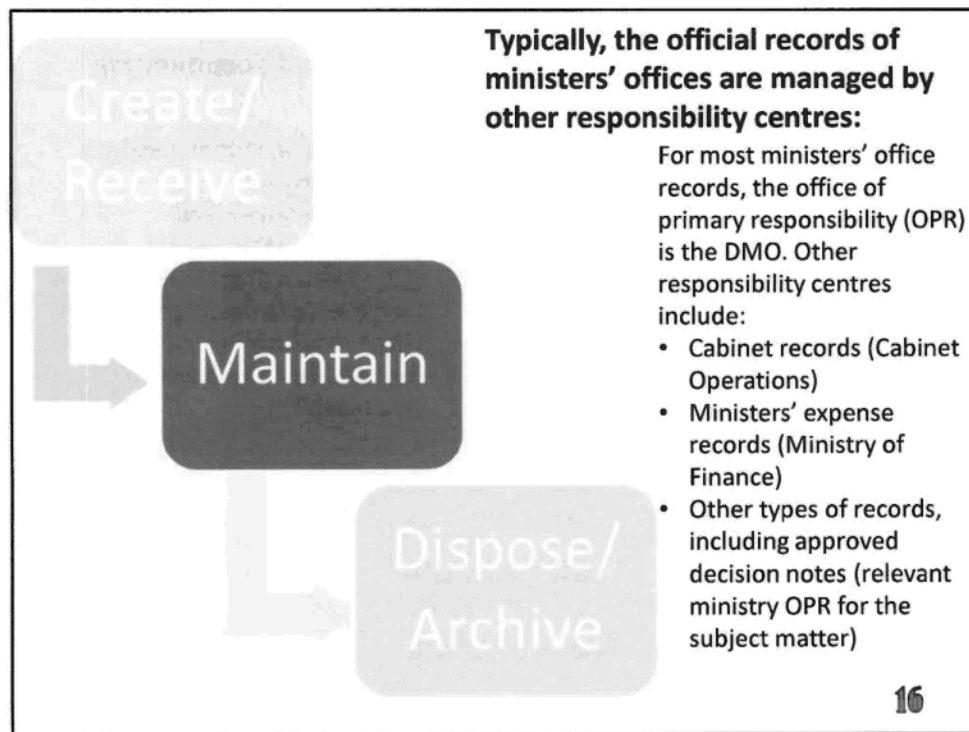 Typically, the official records of
ministers' offices are managed by
other responsibility centres:
Create/
Receive
Maintain
Dispose/
Archive
For most ministers' office
records, the office of
primary responsibility (OPR)
is the DMO. Other
responsibility centres
include:
• Cabinet records (Cabinet
Operations)
• Ministers' expense
records (Ministry of
Finance)
• Other types of records,
including approved
decision notes (relevant
ministry OPR for the
subject matter)
16